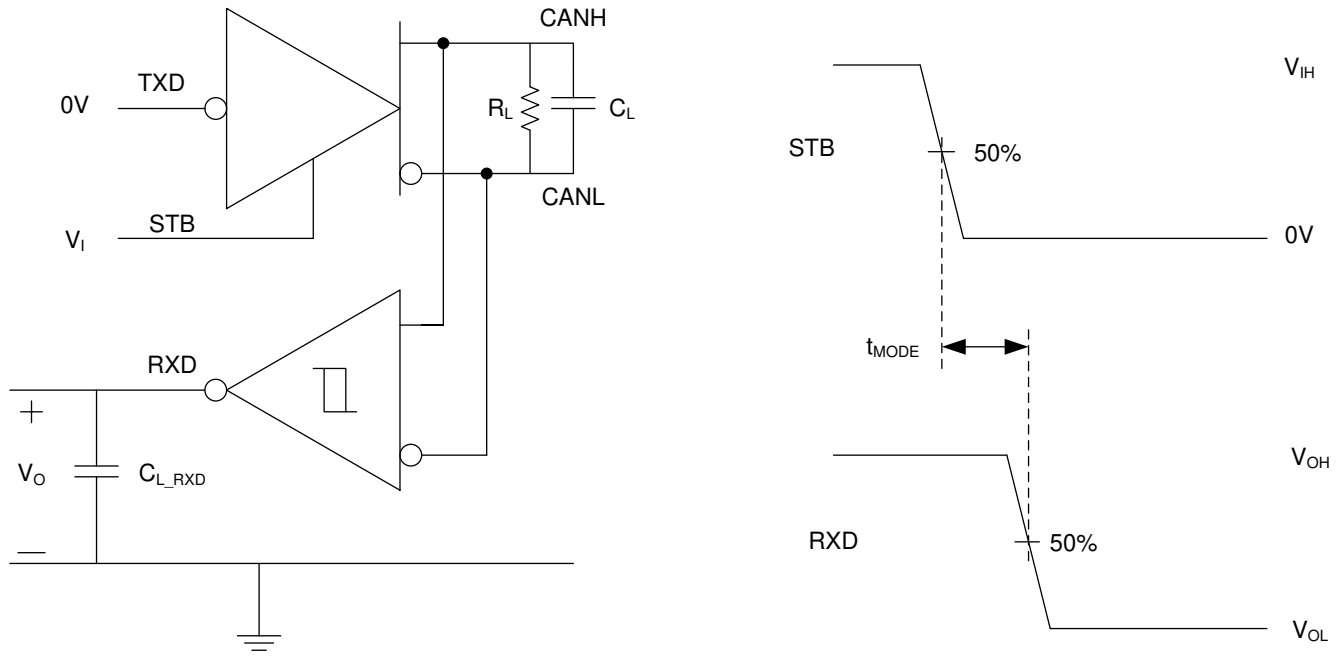 CANH
TXD
0V
R_L
C_L
CANL
STB
V_I
RXD
+
V_O
C_L_RXD
—
V_IH
STB
50%
0V
t_MODE
V_OH
RXD
50%
V_OL